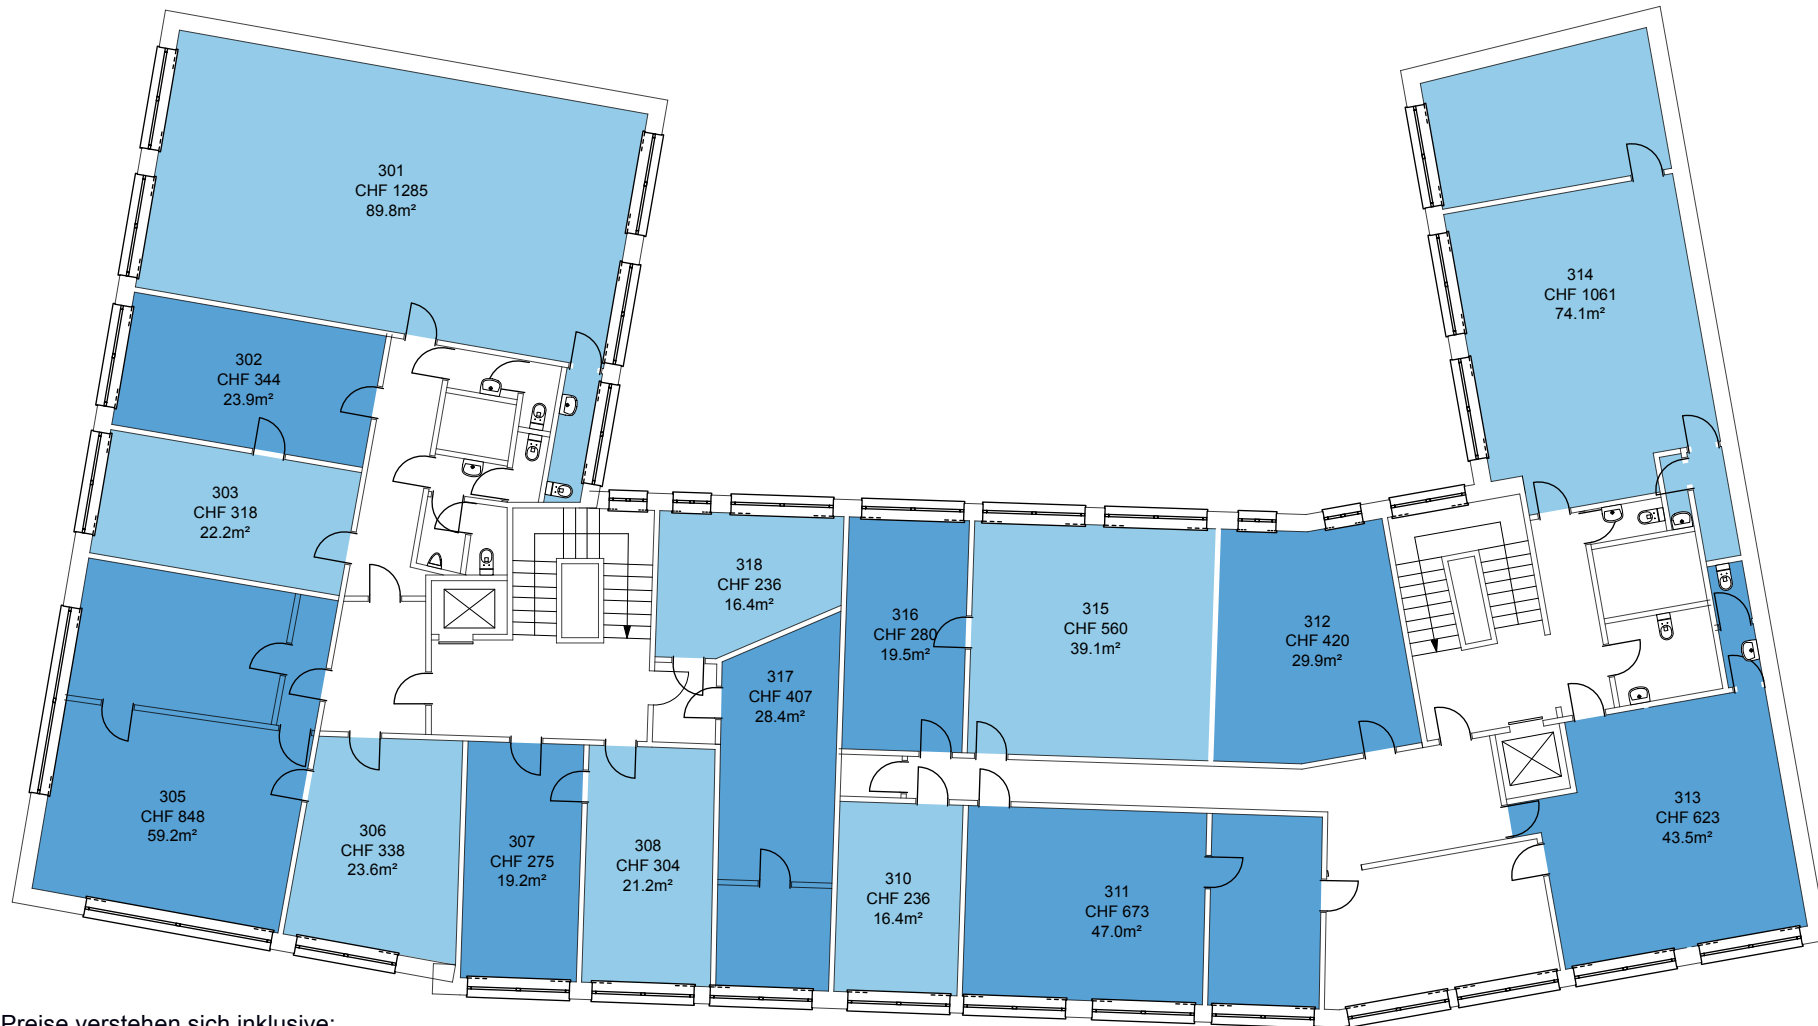 301
CHF 1285
89.8m²
302
CHF 344
23.9m²
303
CHF 318
22.2m²
305
CHF 848
59.2m²
306
CHF 338
23.6m²
307
CHF 275
19.2m²
308
CHF 304
21.2m²
318
CHF 236
16.4m²
317
CHF 407
28.4m²
316
CHF 280
19.5m²
315
CHF 560
39.1m²
312
CHF 420
29.9m²
310
CHF 236
16.4m²
311
CHF 673
47.0m²
314
CHF 1061
74.1m²
313
CHF 623
43.5m²
Preise verstehen sich inklusive: